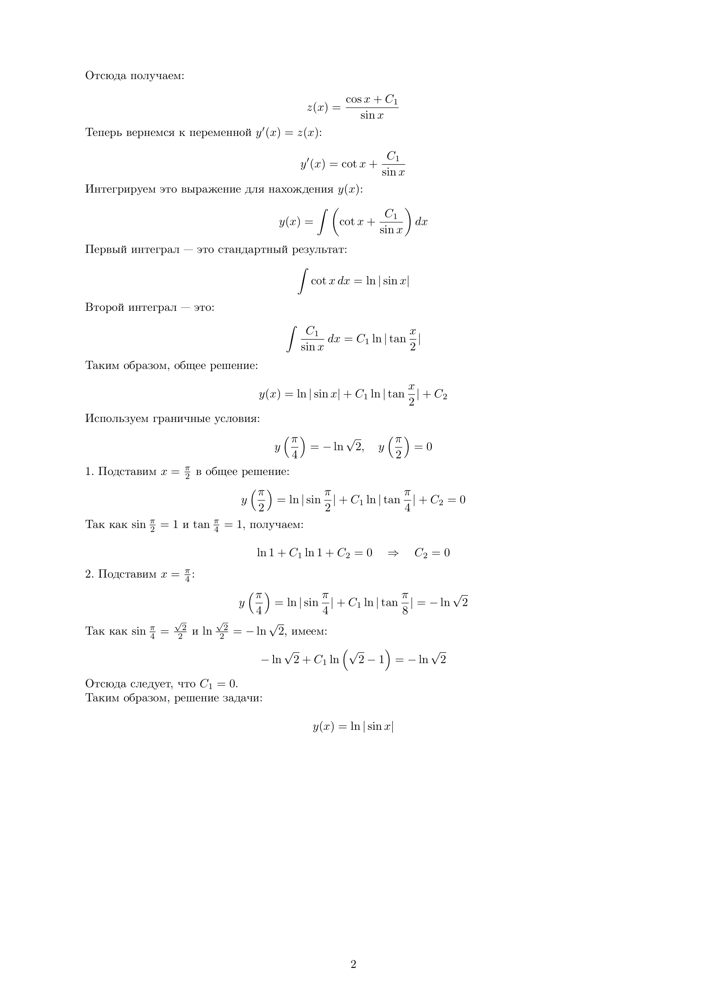 Отсюда получаем:
z(x) = \frac{\cos x + C_1}{\sin x}
Теперь вернемся к переменной y'(x) = z(x):
y'(x) = \cot x + \frac{C_1}{\sin x}
Интегрируем это выражение для нахождения y(x):
y(x) = \int \left( \cot x + \frac{C_1}{\sin x} \right) dx
Первый интеграл — это стандартный результат:
\int \cot x \, dx = \ln |\sin x|
Второй интеграл — это:
\int \frac{C_1}{\sin x} \, dx = C_1 \ln |\tan \frac{x}{2}|
Таким образом, общее решение:
y(x) = \ln |\sin x| + C_1 \ln |\tan \frac{x}{2}| + C_2
Используем граничные условия:
y \left( \frac{\pi}{4} \right) = -\ln \sqrt{2}, \quad y \left( \frac{\pi}{2} \right) = 0
1. Подставим x = \frac{\pi}{2} в общее решение:
y \left( \frac{\pi}{2} \right) = \ln |\sin \frac{\pi}{2}| + C_1 \ln |\tan \frac{\pi}{4}| + C_2 = 0
Так как \sin \frac{\pi}{2} = 1 и \tan \frac{\pi}{4} = 1, получаем:
\ln 1 + C_1 \ln 1 + C_2 = 0 \quad \Rightarrow \quad C_2 = 0
2. Подставим x = \frac{\pi}{4}:
y \left( \frac{\pi}{4} \right) = \ln |\sin \frac{\pi}{4}| + C_1 \ln |\tan \frac{\pi}{8}| = -\ln \sqrt{2}
Так как \sin \frac{\pi}{4} = \frac{\sqrt{2}}{2} и \ln \frac{\sqrt{2}}{2} = -\ln \sqrt{2}, имеем:
-\ln \sqrt{2} + C_1 \ln \left( \sqrt{2} - 1 \right) = -\ln \sqrt{2}
Отсюда следует, что C_1 = 0.
Таким образом, решение задачи:
y(x) = \ln |\sin x|
2